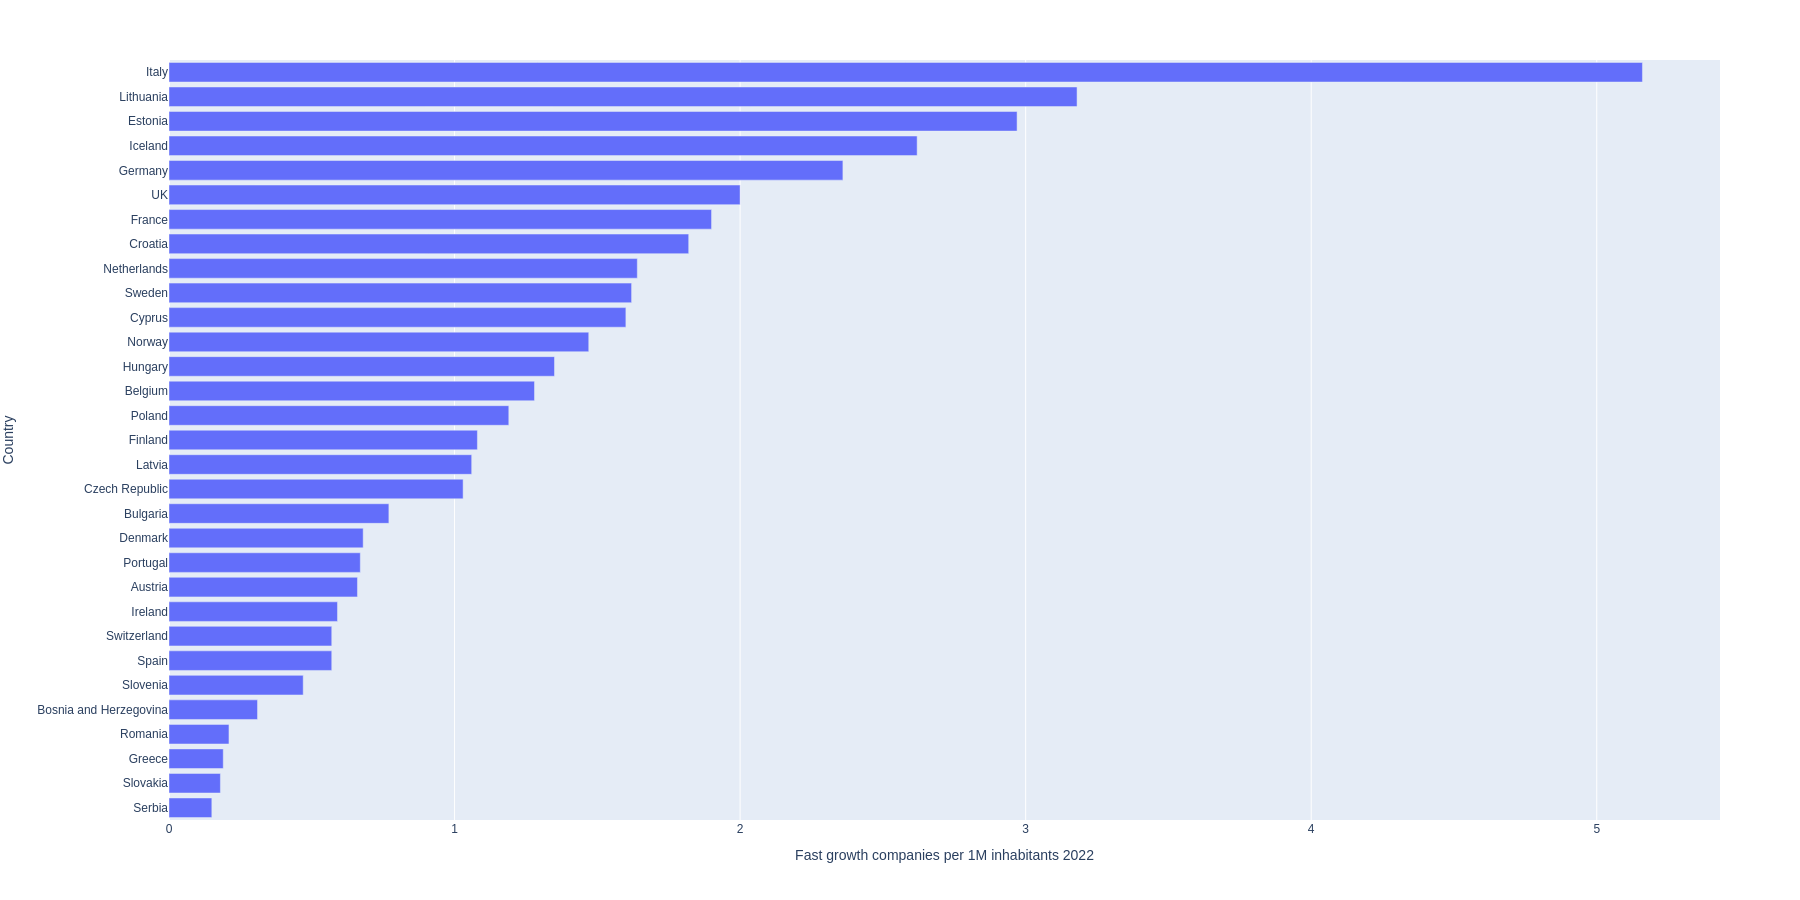 Italy
Lithuania
Estonia
Iceland
Germany
UK
France
Croatia
Netherlands
Sweden
Cyprus
Norway
Hungary
Belgium
Poland
Finland
Latvia
Czech Republic
Bulgaria
Denmark
Portugal
Austria
Ireland
Switzerland
Spain
Slovenia
Bosnia and Herzegovina
Romania
Greece
Slovakia
Serbia
Country
0 1 2 3 4 5
Fast growth companies per 1M inhabitants 2022